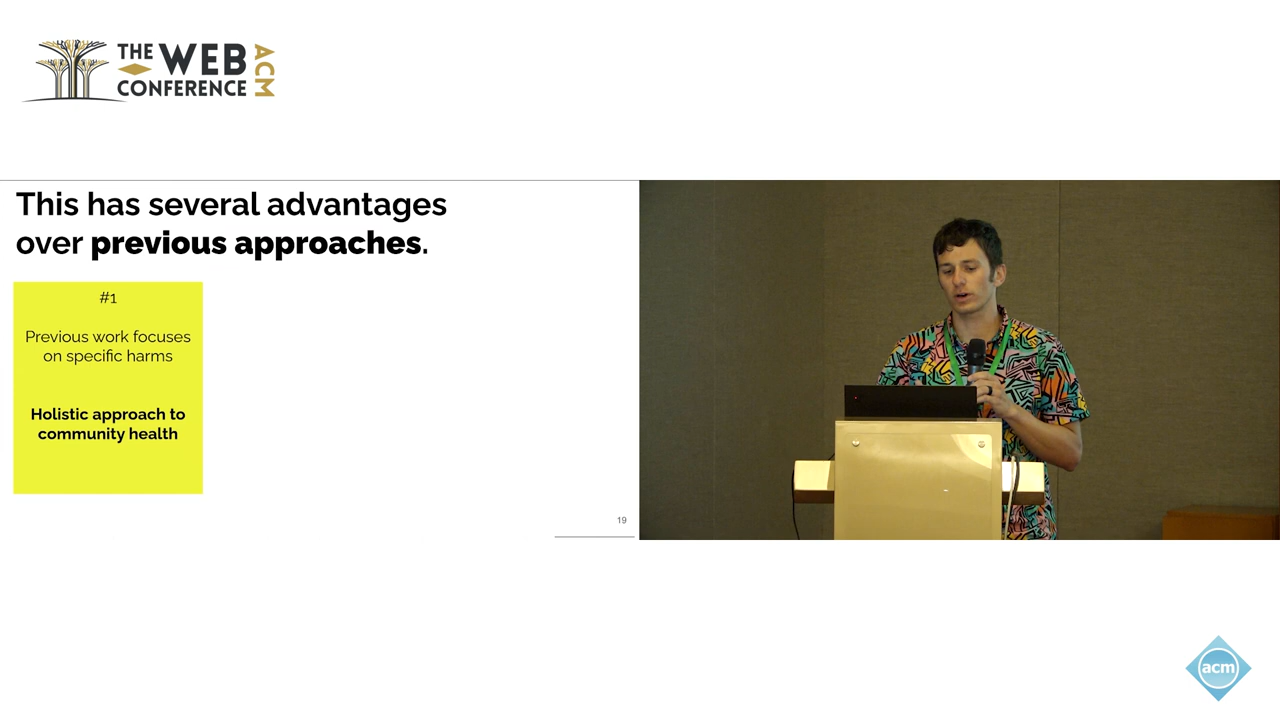 THE WEB
CONFERENCE
ACM
This has several advantages
over previous approaches.
#1
Previous work focuses
on specific harms
Holistic approach to
community health
19
acm